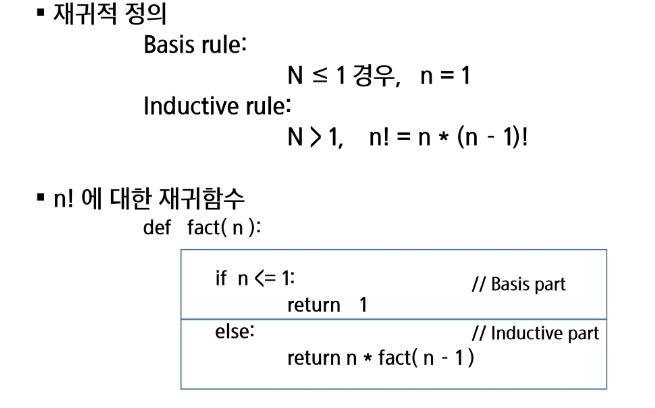 ▪ 재귀적 정의
Basis rule:
N ≤ 1 경우, n = 1
Inductive rule:
N > 1, n! = n * (n - 1)!
▪ n! 에 대한 재귀함수
def fact( n ):
if n <= 1: // Basis part
return 1
else: // Inductive part
return n * fact( n - 1 )